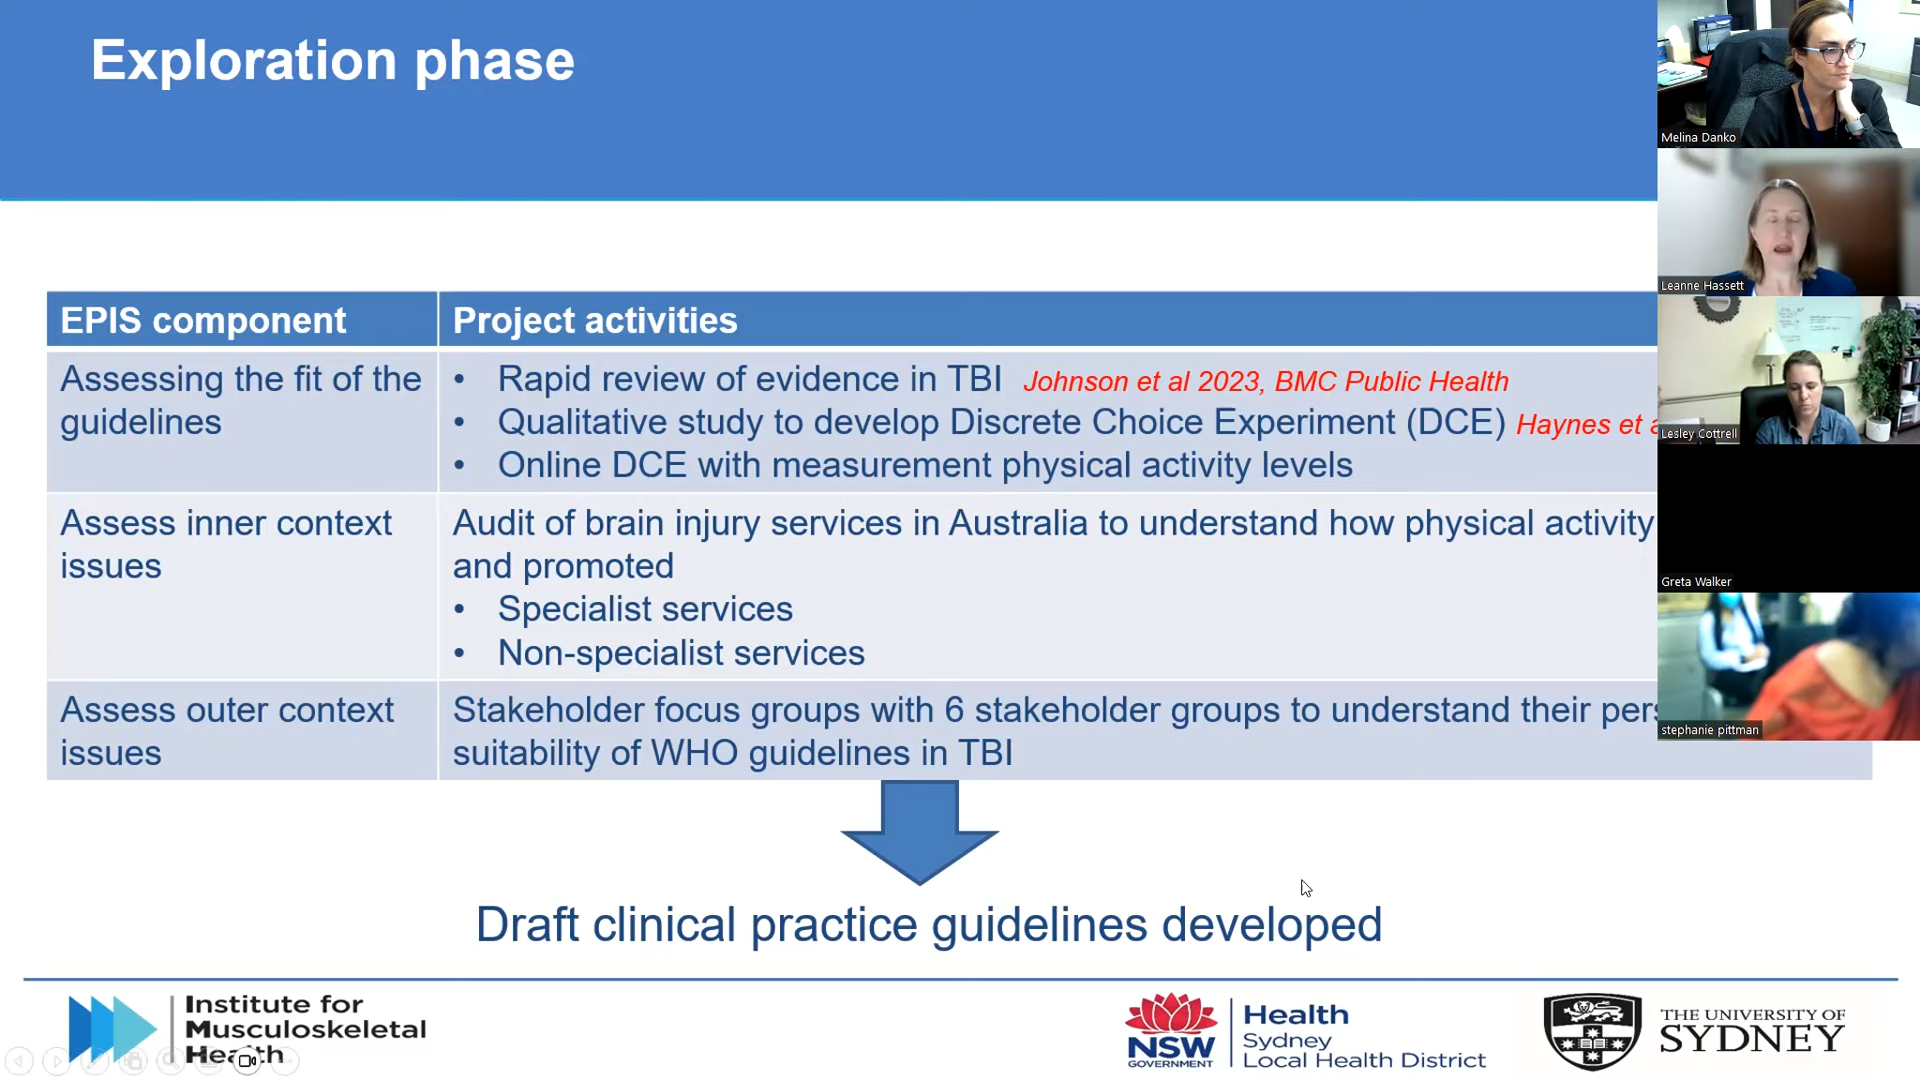 Exploration phase
EPIS component
Project activities
Assessing the fit of the
guidelines
• Rapid review of evidence in TBI Johnson et al 2023, BMC Public Health
• Qualitative study to develop Discrete Choice Experiment (DCE) Haynes et
• Online DCE with measurement physical activity levels
Assess inner context
issues
Audit of brain injury services in Australia to understand how physical activity
and promoted
• Specialist services
• Non-specialist services
Assess outer context
issues
Stakeholder focus groups with 6 stakeholder groups to understand their
suitability of WHO guidelines in TBI
Draft clinical practice guidelines developed
Institute for
Musculoskeletal
Health
NSW
GOVERNMENT
Health
Sydney
Local Health District
THE UNIVERSITY OF
SYDNEY
Melina Danko
Leanne Hassett
Lesley Cottrell
Greta Walker
stephanie pittman